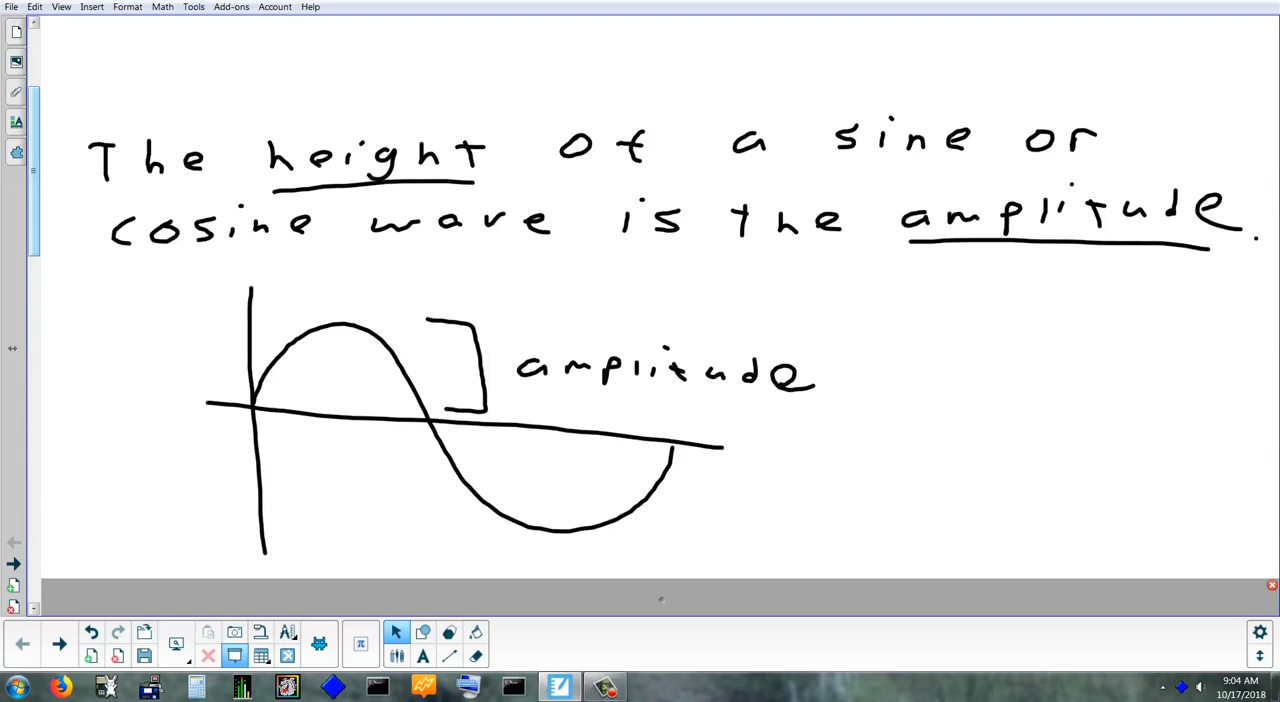 File Edit View Insert Format Math Tools Add-ons Account Help
The height of a sine or
cosine wave is the amplitude.
amplitude
π
A
9:04 AM
10/17/2018